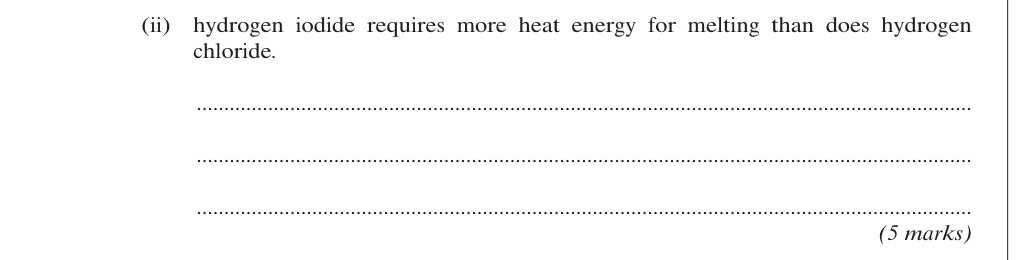 (ii) hydrogen iodide requires more heat energy for melting than does hydrogen
chloride.
(5 marks)